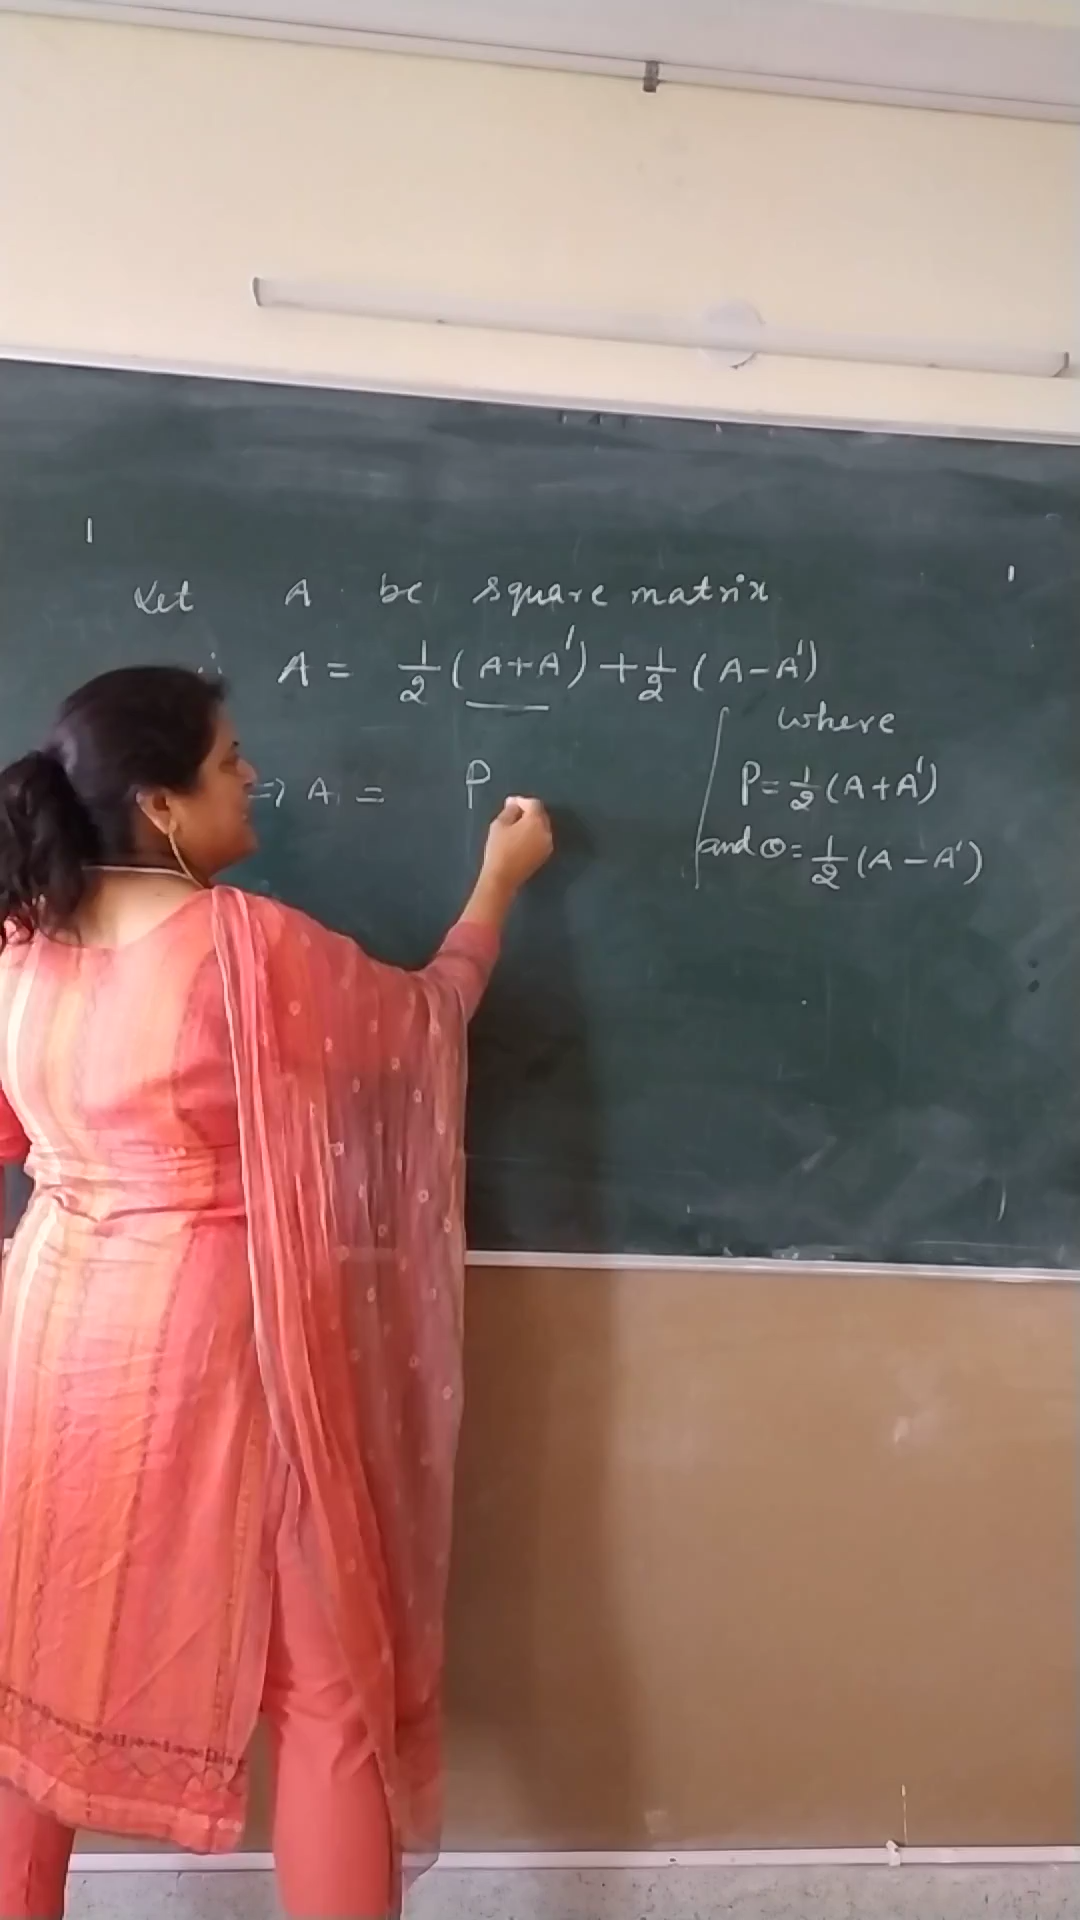 Let A be square matrix
∴ A = 1/2 (A+A') + 1/2 (A-A')
where
⇒ A = P
P = 1/2 (A+A')
and Q = 1/2 (A-A')